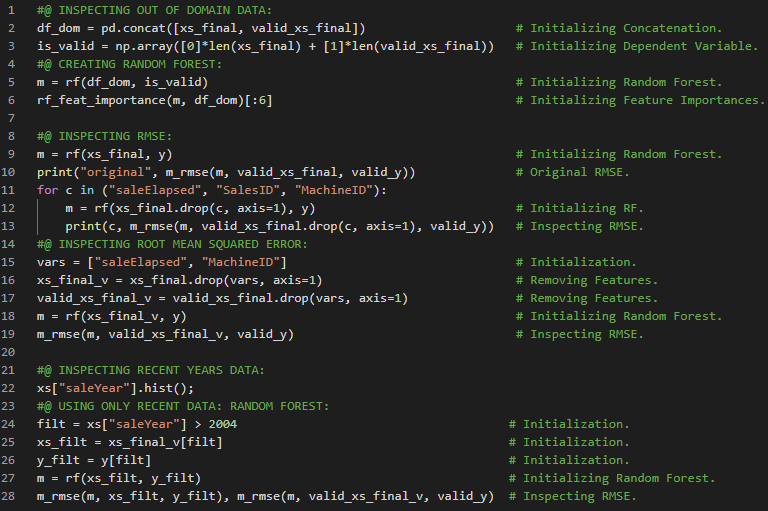 1 #@ INSPECTING OUT OF DOMAIN DATA:
2 df_dom = pd.concat([xs_final, valid_xs_final]) # Initializing Concatenation.
3 is_valid = np.array([0]*len(xs_final) + [1]*len(valid_xs_final)) # Initializing Dependent Variable.
4 #@ CREATING RANDOM FOREST:
5 m = rf(df_dom, is_valid) # Initializing Random Forest.
6 rf_feat_importance(m, df_dom)[:6] # Initializing Feature Importances.
7
8 #@ INSPECTING RMSE:
9 m = rf(xs_final, y) # Initializing Random Forest.
10 print("original", m_rmse(m, valid_xs_final, valid_y)) # Original RMSE.
11 for c in ("saleElapsed", "SalesID", "MachineID"):
12     m = rf(xs_final.drop(c, axis=1), y) # Initializing RF.
13     print(c, m_rmse(m, valid_xs_final.drop(c, axis=1), valid_y)) # Inspecting RMSE.
14 #@ INSPECTING ROOT MEAN SQUARED ERROR:
15 vars = ["saleElapsed", "MachineID"] # Initialization.
16 xs_final_v = xs_final.drop(vars, axis=1) # Removing Features.
17 valid_xs_final_v = valid_xs_final.drop(vars, axis=1) # Removing Features.
18 m = rf(xs_final_v, y) # Initializing Random Forest.
19 m_rmse(m, valid_xs_final_v, valid_y) # Inspecting RMSE.
20
21 #@ INSPECTING RECENT YEARS DATA:
22 xs["saleYear"].hist();
23 #@ USING ONLY RECENT DATA: RANDOM FOREST:
24 filt = xs["saleYear"] > 2004 # Initialization.
25 xs_filt = xs_final_v[filt] # Initialization.
26 y_filt = y[filt] # Initialization.
27 m = rf(xs_filt, y_filt) # Initializing Random Forest.
28 m_rmse(m, xs_filt, y_filt), m_rmse(m, valid_xs_final_v, valid_y) # Inspecting RMSE.